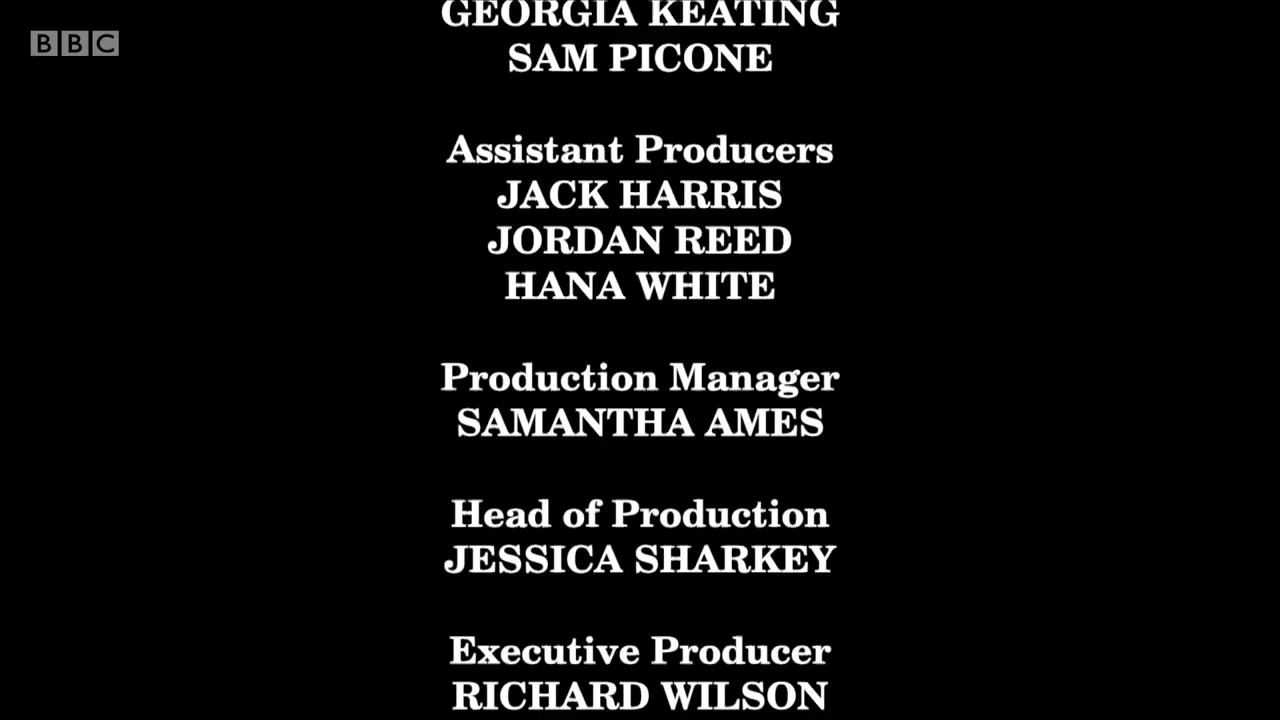 BBC
GEORGIA KEATING
SAM PICONE
Assistant Producers
JACK HARRIS
JORDAN REED
HANA WHITE
Production Manager
SAMANTHA AMES
Head of Production
JESSICA SHARKEY
Executive Producer
RICHARD WILSON